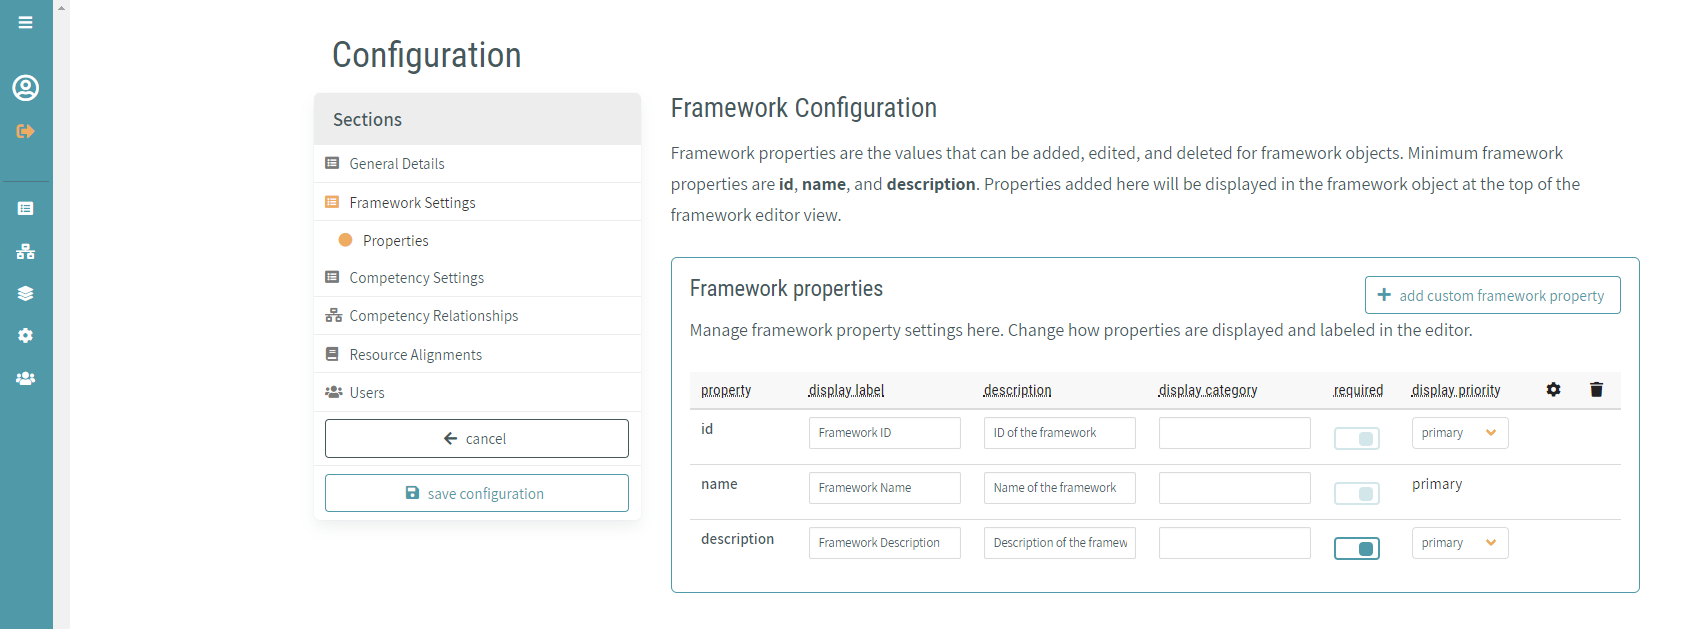 Configuration
Sections
General Details
Framework Settings
Properties
Competency Settings
Competency Relationships
Resource Alignments
Users
cancel
save configuration
Framework Configuration
Framework properties are the values that can be added, edited, and deleted for framework objects. Minimum framework
properties are id, name, and description. Properties added here will be displayed in the framework object at the top of the
framework editor view.
Framework properties
add custom framework property
Manage framework property settings here. Change how properties are displayed and labeled in the editor.
property display label description display category required display priority
id Framework ID ID of the framework primary
name Framework Name Name of the framework primary
description Framework Description Description of the framew primary